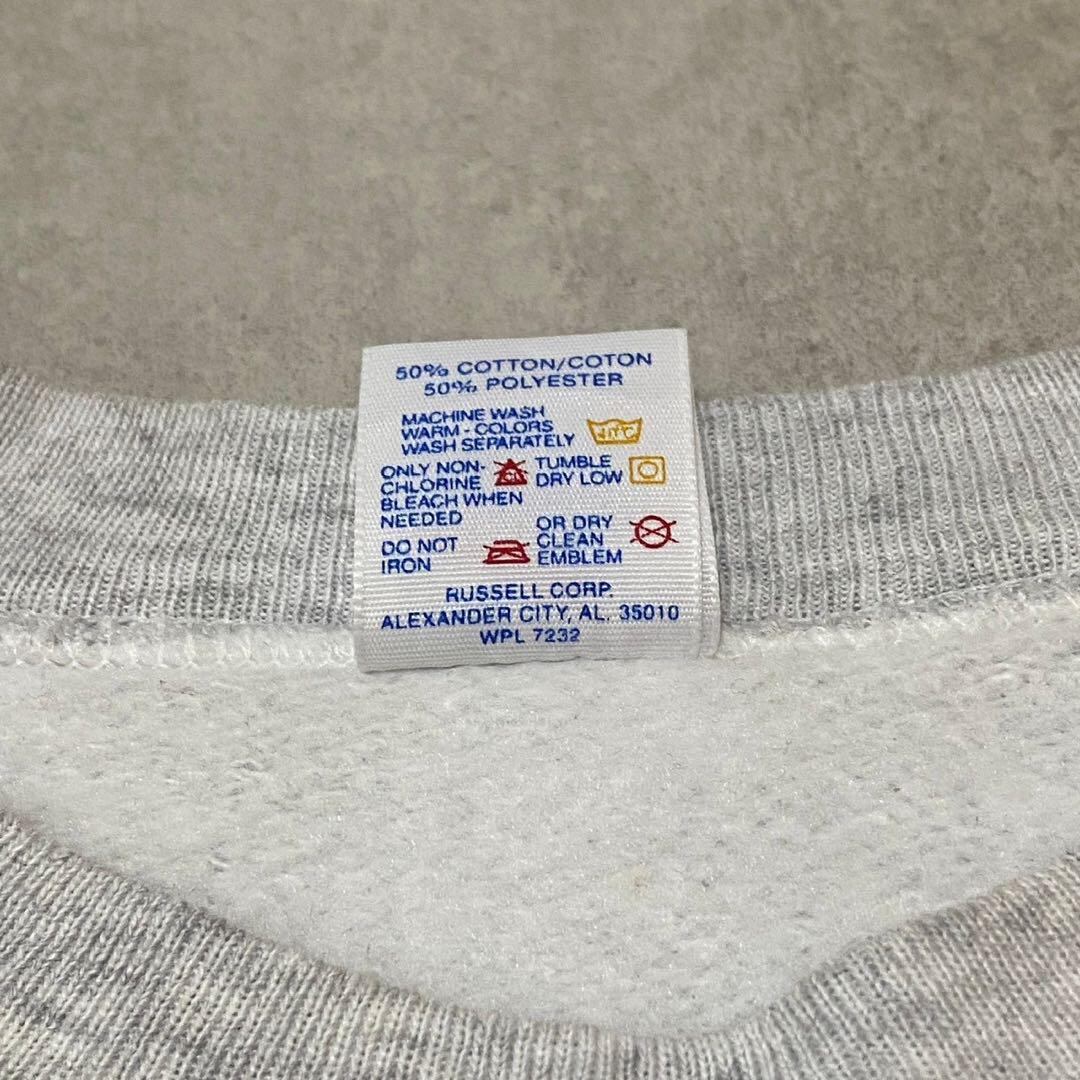 50% COTTON/COTON
50% POLYESTER
MACHINE WASH
WARM - COLORS
WASH SEPARATELY
ONLY NON-
CHLORINE
BLEACH WHEN
NEEDED
TUMBLE
DRY LOW
DO NOT
IRON
OR DRY
CLEAN
EMBLEM
RUSSELL CORP.
ALEXANDER CITY, AL. 35010
WPL 7232